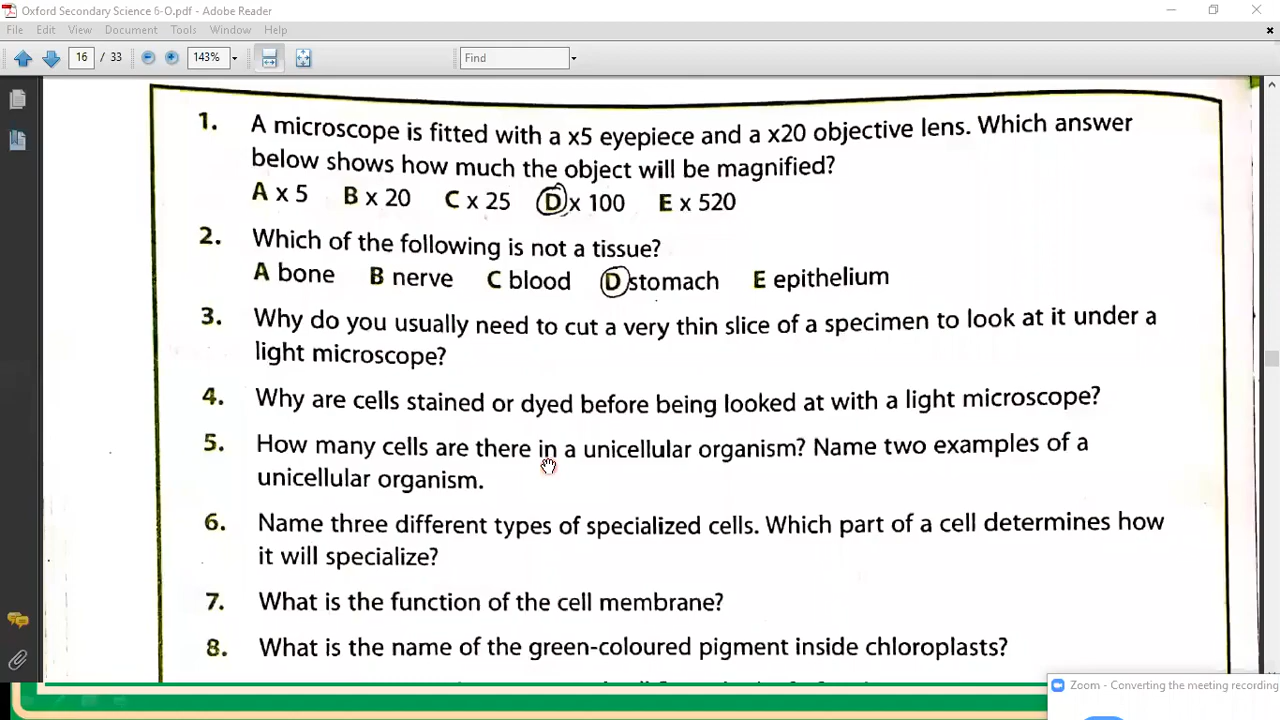 Oxford Secondary Science 6-O.pdf - Adobe Reader
File Edit View Document Tools Window Help
16 / 33 143% Find
1. A microscope is fitted with a x5 eyepiece and a x20 objective lens. Which answer
below shows how much the object will be magnified?
A x 5 B x 20 C x 25 D x 100 E x 520
2. Which of the following is not a tissue?
A bone B nerve C blood D stomach E epithelium
3. Why do you usually need to cut a very thin slice of a specimen to look at it under a
light microscope?
4. Why are cells stained or dyed before being looked at with a light microscope?
5. How many cells are there in a unicellular organism? Name two examples of a
unicellular organism.
6. Name three different types of specialized cells. Which part of a cell determines how
it will specialize?
7. What is the function of the cell membrane?
8. What is the name of the green-coloured pigment inside chloroplasts?
Zoom - Converting the meeting recording